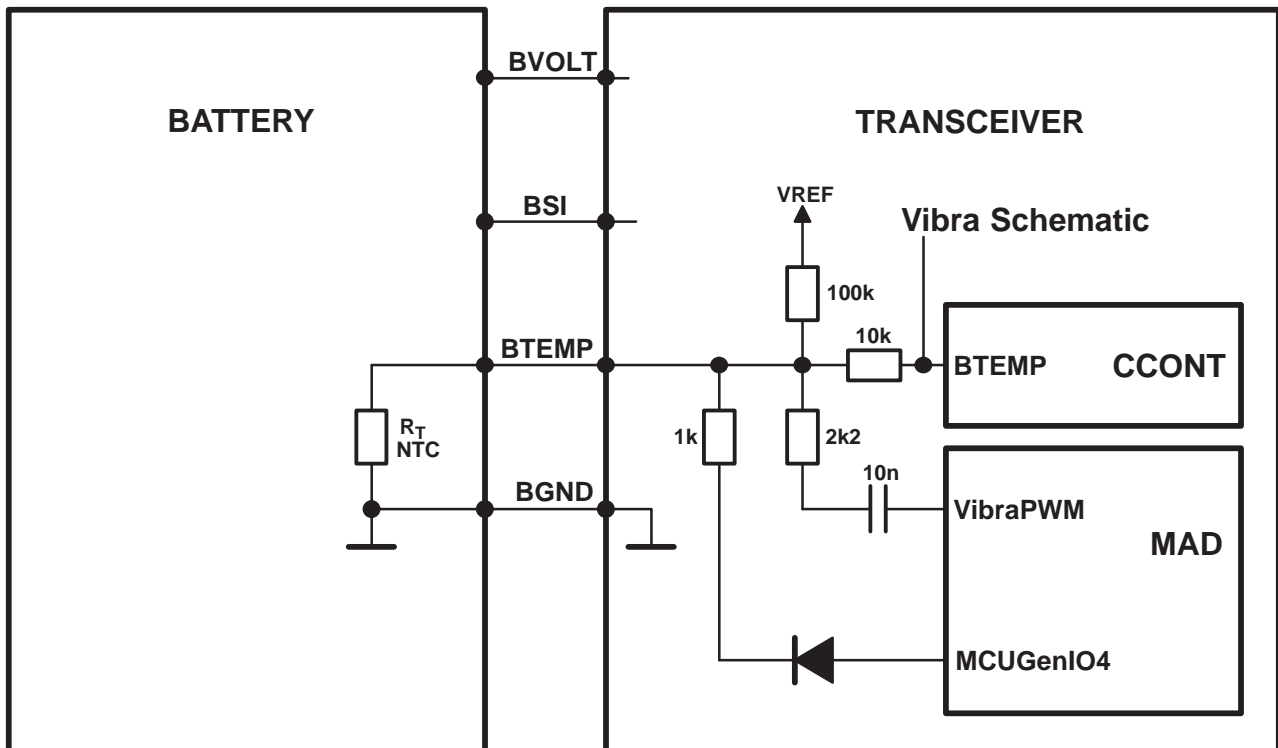 BVOLT
BATTERY
TRANSCEIVER
BSI
VREF
Vibra Schematic
100k
10k
BTEMP
BTEMP
CCONT
RT
NTC
1k
2k2
10n
BGND
VibraPWM
MAD
MCUGenIO4